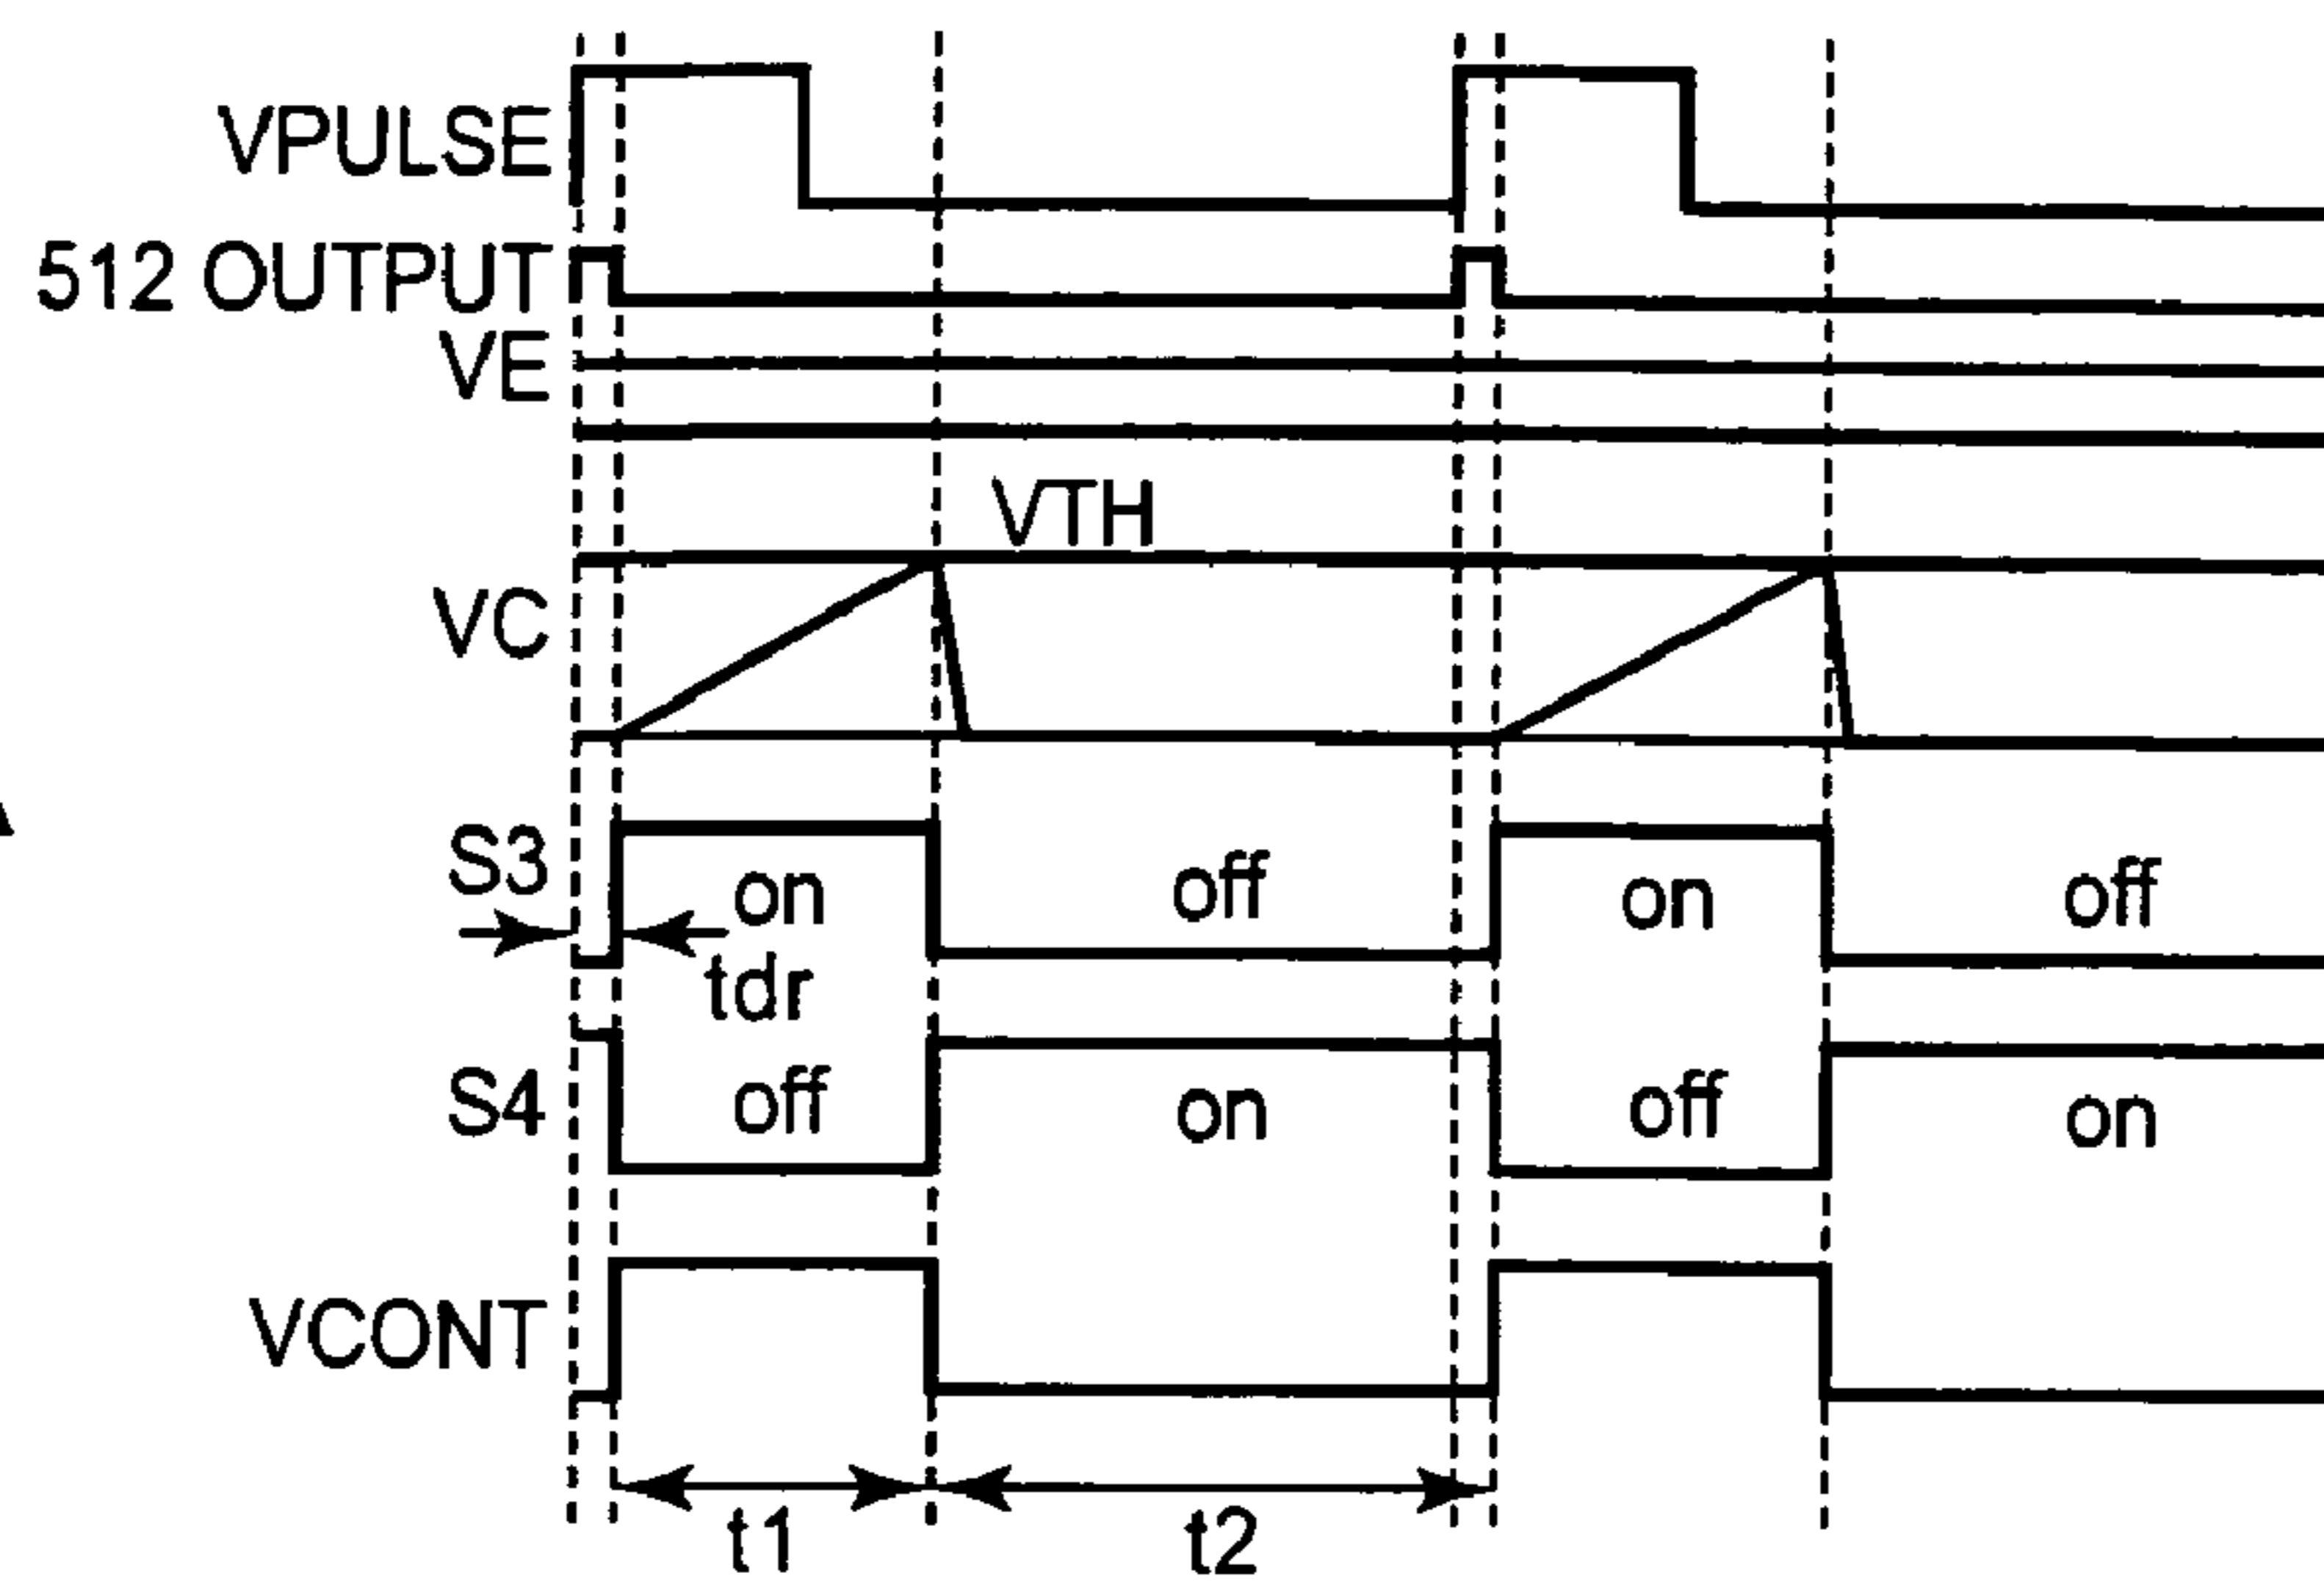 VPULSE
512 OUTPUT
VE
VTH
VC
S3
on
off
on
off
tdr
S4
off
on
off
on
VCONT
t1
t2